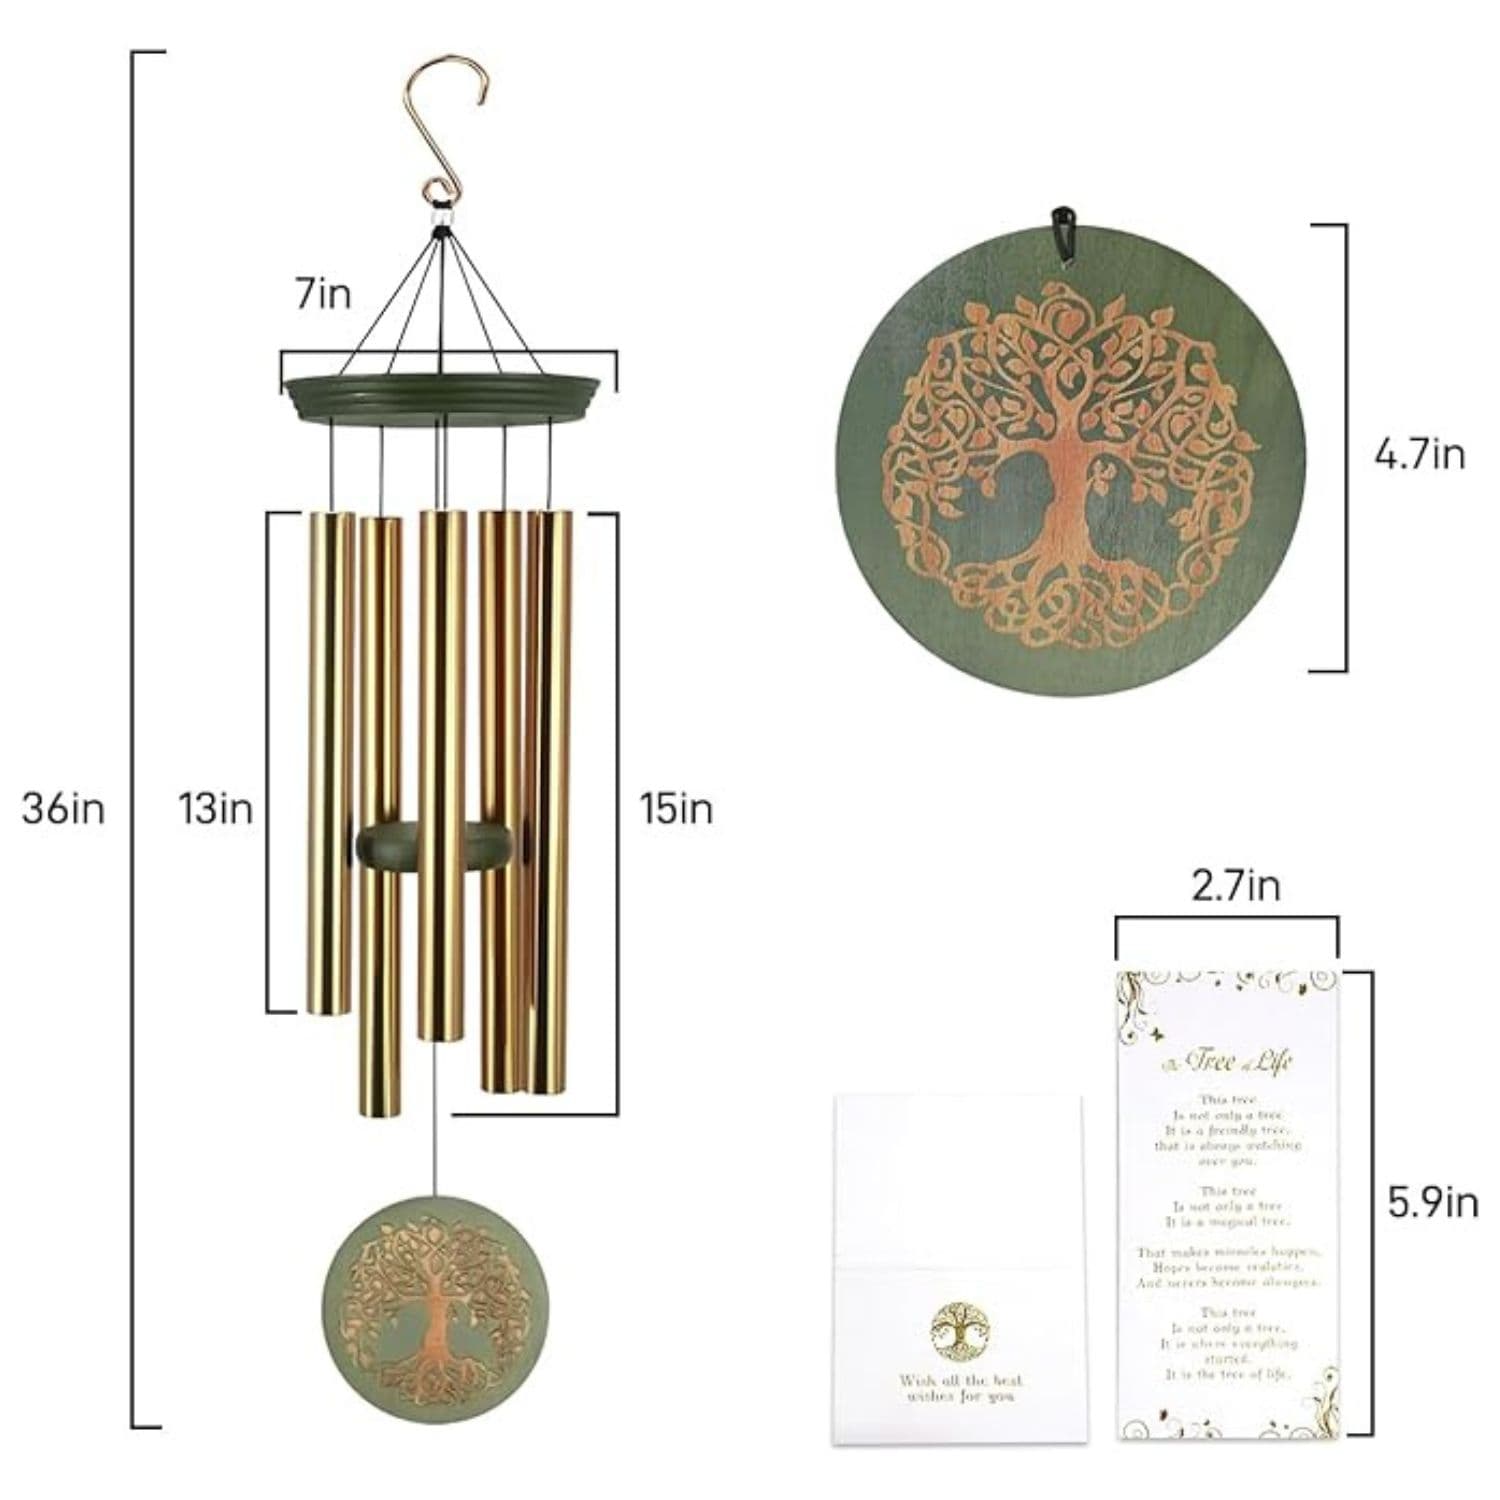 7in
36in
13in
15in
4.7in
2.7in
5.9in
The Tree of Life
This tree
Is not only a tree
It is a freindly tree,
that is always watching
over you.
This tree
Is not only a tree
It is a magical tree,
That makes miracles happen,
Hopes become realities,
And nevers become always.
This tree
Is not only a tree,
It is where everything
started.
It is the tree of life.
Wish all the best
wishes for you